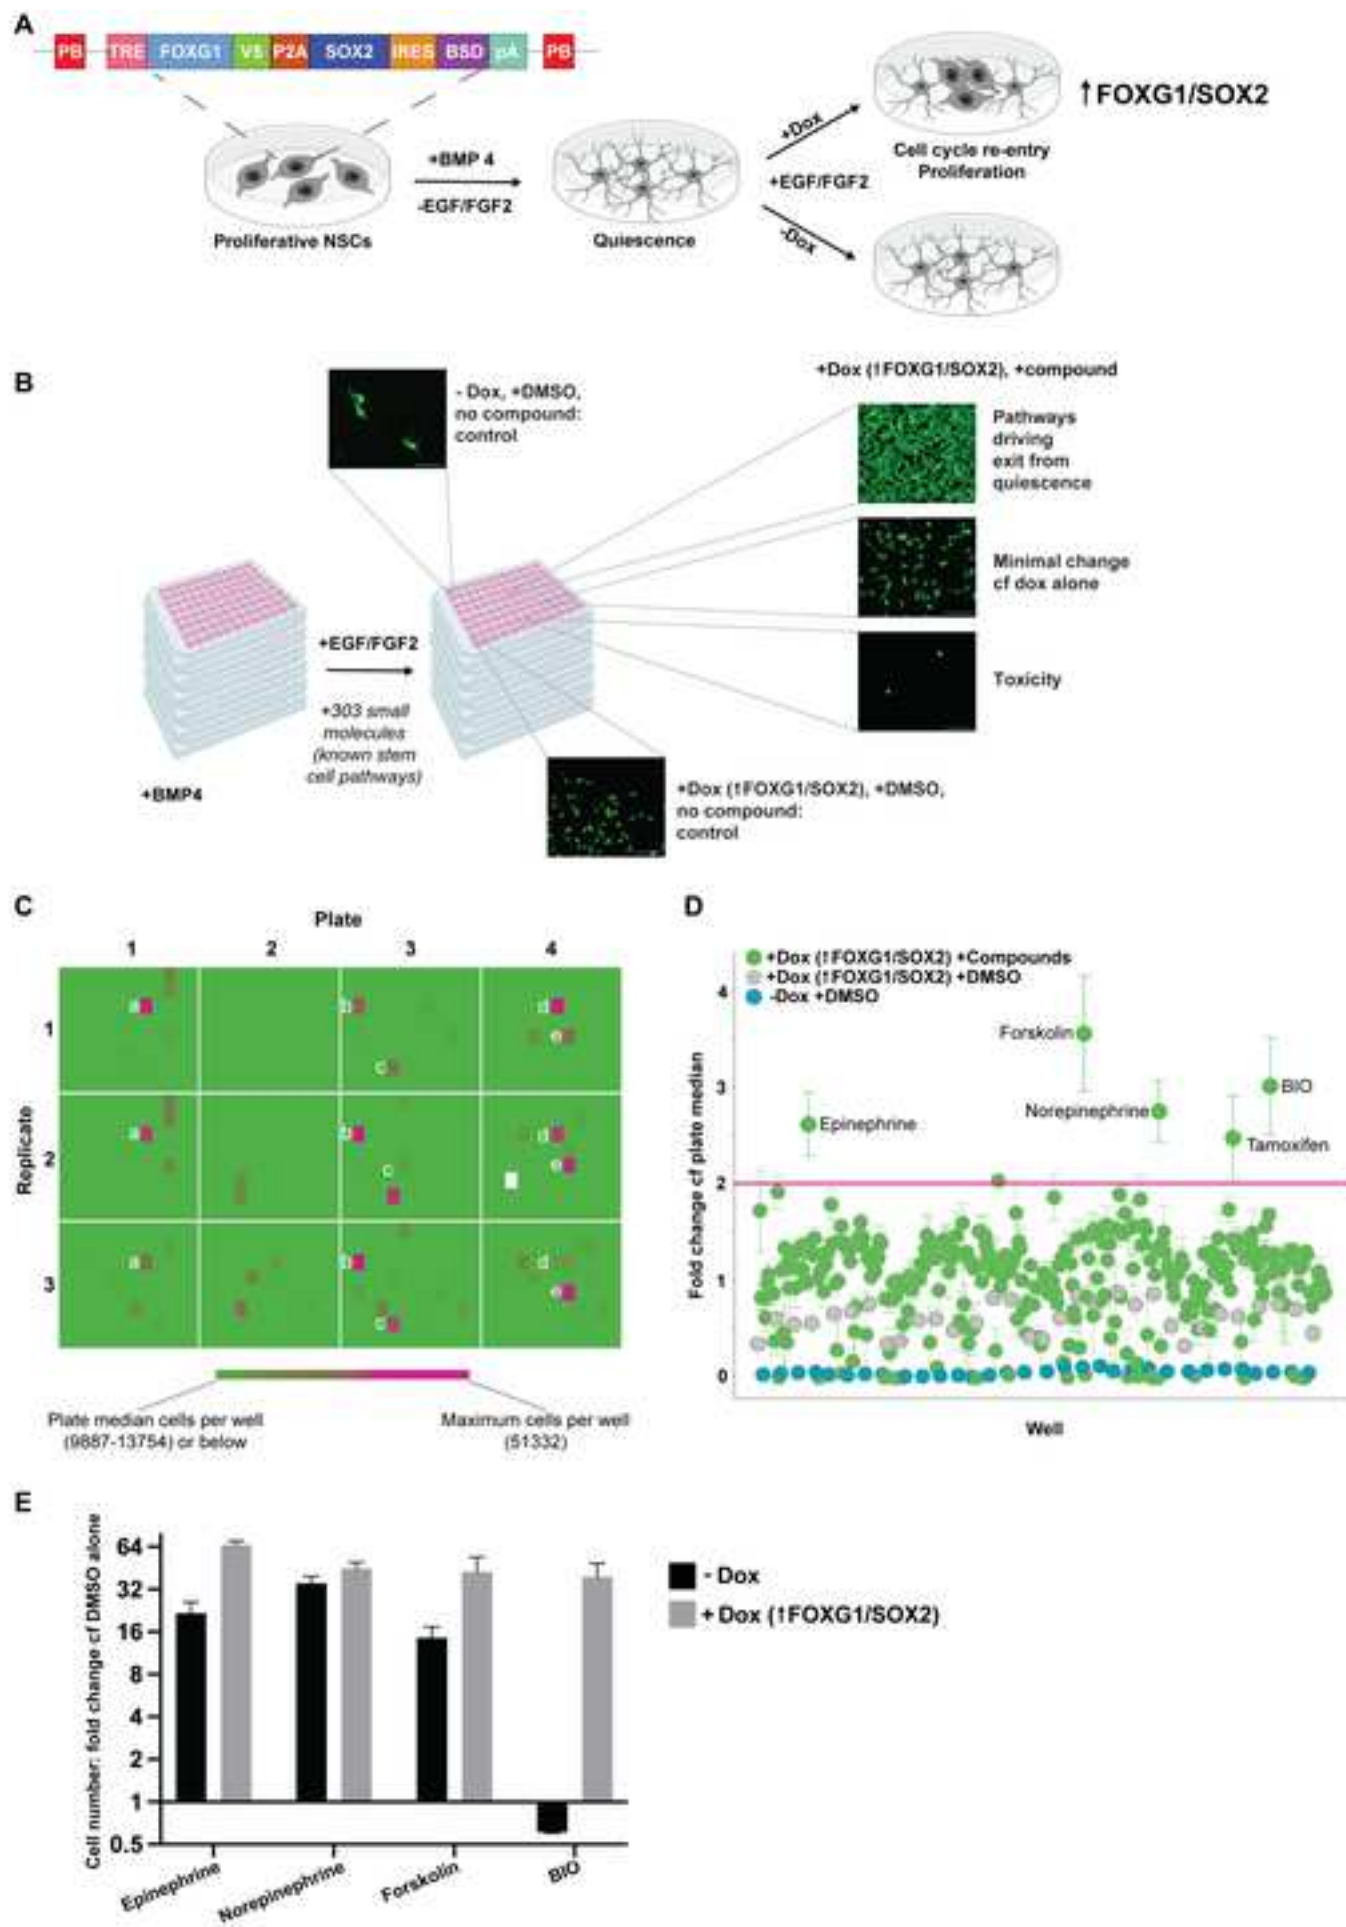 A
PB TRE FOXG1 V5 P2A SOX2 IRES BSD pA PB
+BMP 4
-EGF/FGF2
Proliferative NSCs
Quiescence
+Dox
+EGF/FGF2
-Dox
↑FOXG1/SOX2
Cell cycle re-entry
Proliferation
B
- Dox, +DMSO,
no compound:
control
+Dox (↑FOXG1/SOX2), +compound
Pathways
driving
exit from
quiescence
Minimal change
cf dox alone
Toxicity
+EGF/FGF2
+303 small
molecules
(known stem
cell pathways)
+BMP4
+Dox (↑FOXG1/SOX2), +DMSO,
no compound:
control
C
Plate
1 2 3 4
Replicate
1
2
3
a b d
e
c
a b d
c e
a b d
e
c
Plate median cells per well
(9887-13754) or below
Maximum cells per well
(51332)
D
+Dox (↑FOXG1/SOX2) +Compounds
+Dox (↑FOXG1/SOX2) +DMSO
-Dox +DMSO
Fold change cf plate median
4
3
2
1
0
Forskolin
BIO
Norepinephrine
Epinephrine
Tamoxifen
Well
E
Cell number: fold change cf DMSO alone
64
32
16
8
4
2
1
0.5
Epinephrine
Norepinephrine
Forskolin
BIO
- Dox
+ Dox (↑FOXG1/SOX2)